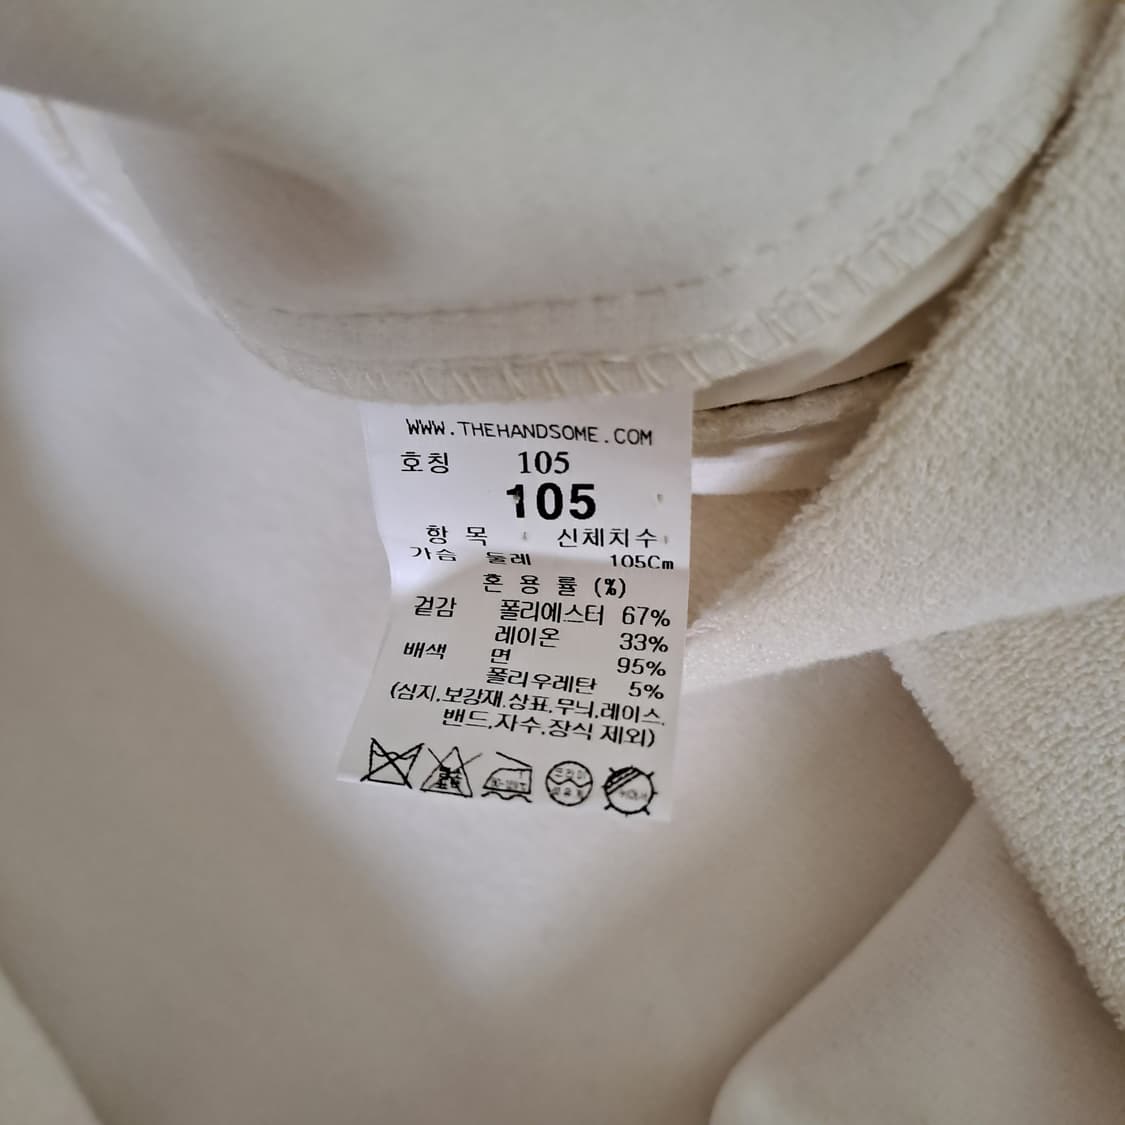 WWW.THEHANDSOME.COM
호칭 105
105
항 목 신체치수
가슴 둘레 105Cm
혼 용 률 (%)
겉감 폴리에스터 67%
레이온 33%
배색 면 95%
폴리우레탄 5%
(심지,보강재,상표,무늬,레이스,
밴드,자수,장식 제외)